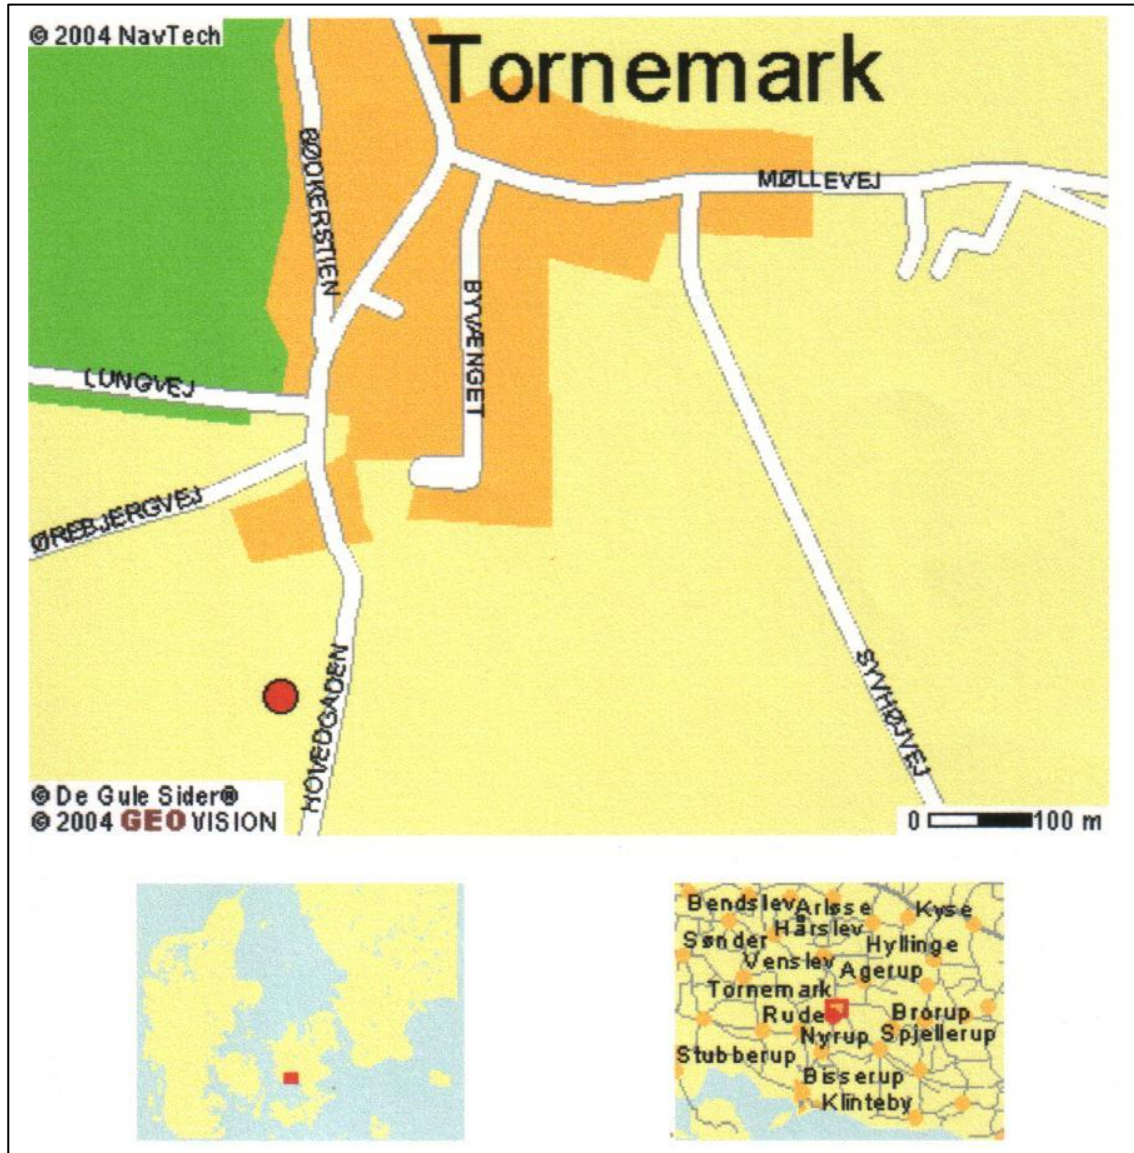 © 2004 NavTech
Tornemark
BØDKERSTIEN
MØLLEVEJ
BYVÆNGET
LUNGVEJ
ØREBJERGVEJ
HOVEDGADEN
SYVHØJVEJ
© De Gule Sider®
© 2004 GEO VISION
0 100 m
Bendslev Arløse Kyse
Hårslev
Sønder Hyllinge
Venslev Agerup
Tornemark
Rude Brorup
Nyrup Spjellerup
Stubberup
Bisserup
Klinteby